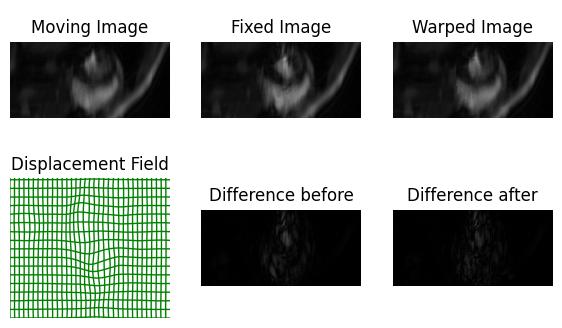 Moving Image
Fixed Image
Warped Image
Displacement Field
Difference before
Difference after